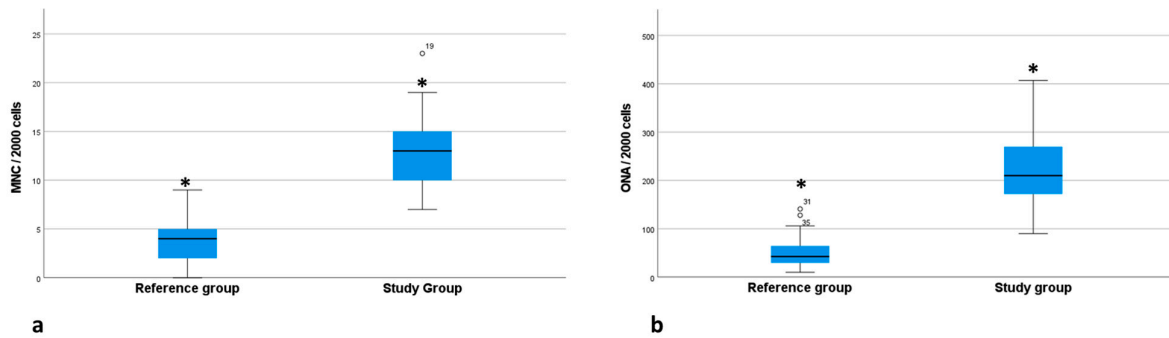 25
20
15
10
5
0
MNC / 2000 cells
19
*
*
Reference group
Study Group
a
500
400
300
200
100
0
ONA / 2000 cells
*
*
31
35
Reference group
Study group
b